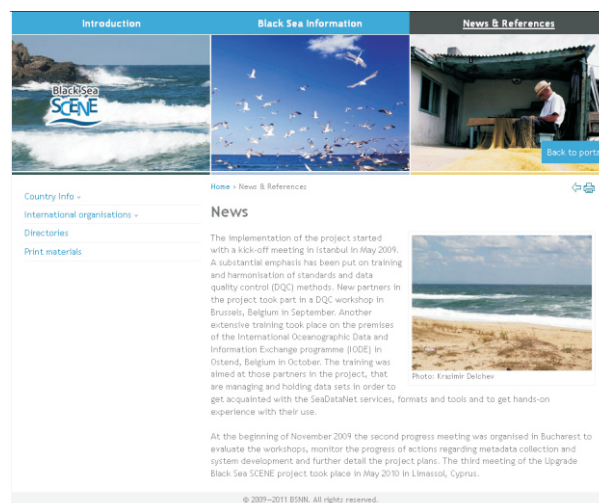 Introduction
Black Sea Information
News & References
Black Sea
SCENE
Back to porta
Country Info
International organisations
Directories
Print materials
Home > News & References
News
The implementation of the project started
with a kick-off meeting in Istanbul in May 2009.
A substantial emphasis has been put on training
and harmonisation of standards and data
quality control (DQC) methods. New partners in
the project took part in a DQC workshop in
Brussels, Belgium in September. Another
extensive training took place on the premises
of the International Oceanographic Data and
Information Exchange programme (IODE) in
Ostend, Belgium in October. The training was
aimed at those partners in the project, that
are managing and holding data sets in order to
get acquainted with the SeaDataNet services, formats and tools and to get hands-on
experience with their use.
Photo: Krasimir Delchev
At the beginning of November 2009 the second progress meeting was organised in Bucharest to
evaluate the workshops, monitor the progress of actions regarding metadata collection and
system development and further detail the project plans. The third meeting of the Upgrade
Black Sea SCENE project took place in May 2010 in Limassol, Cyprus.
© 2009-2011 BSNN. All rights reserved.